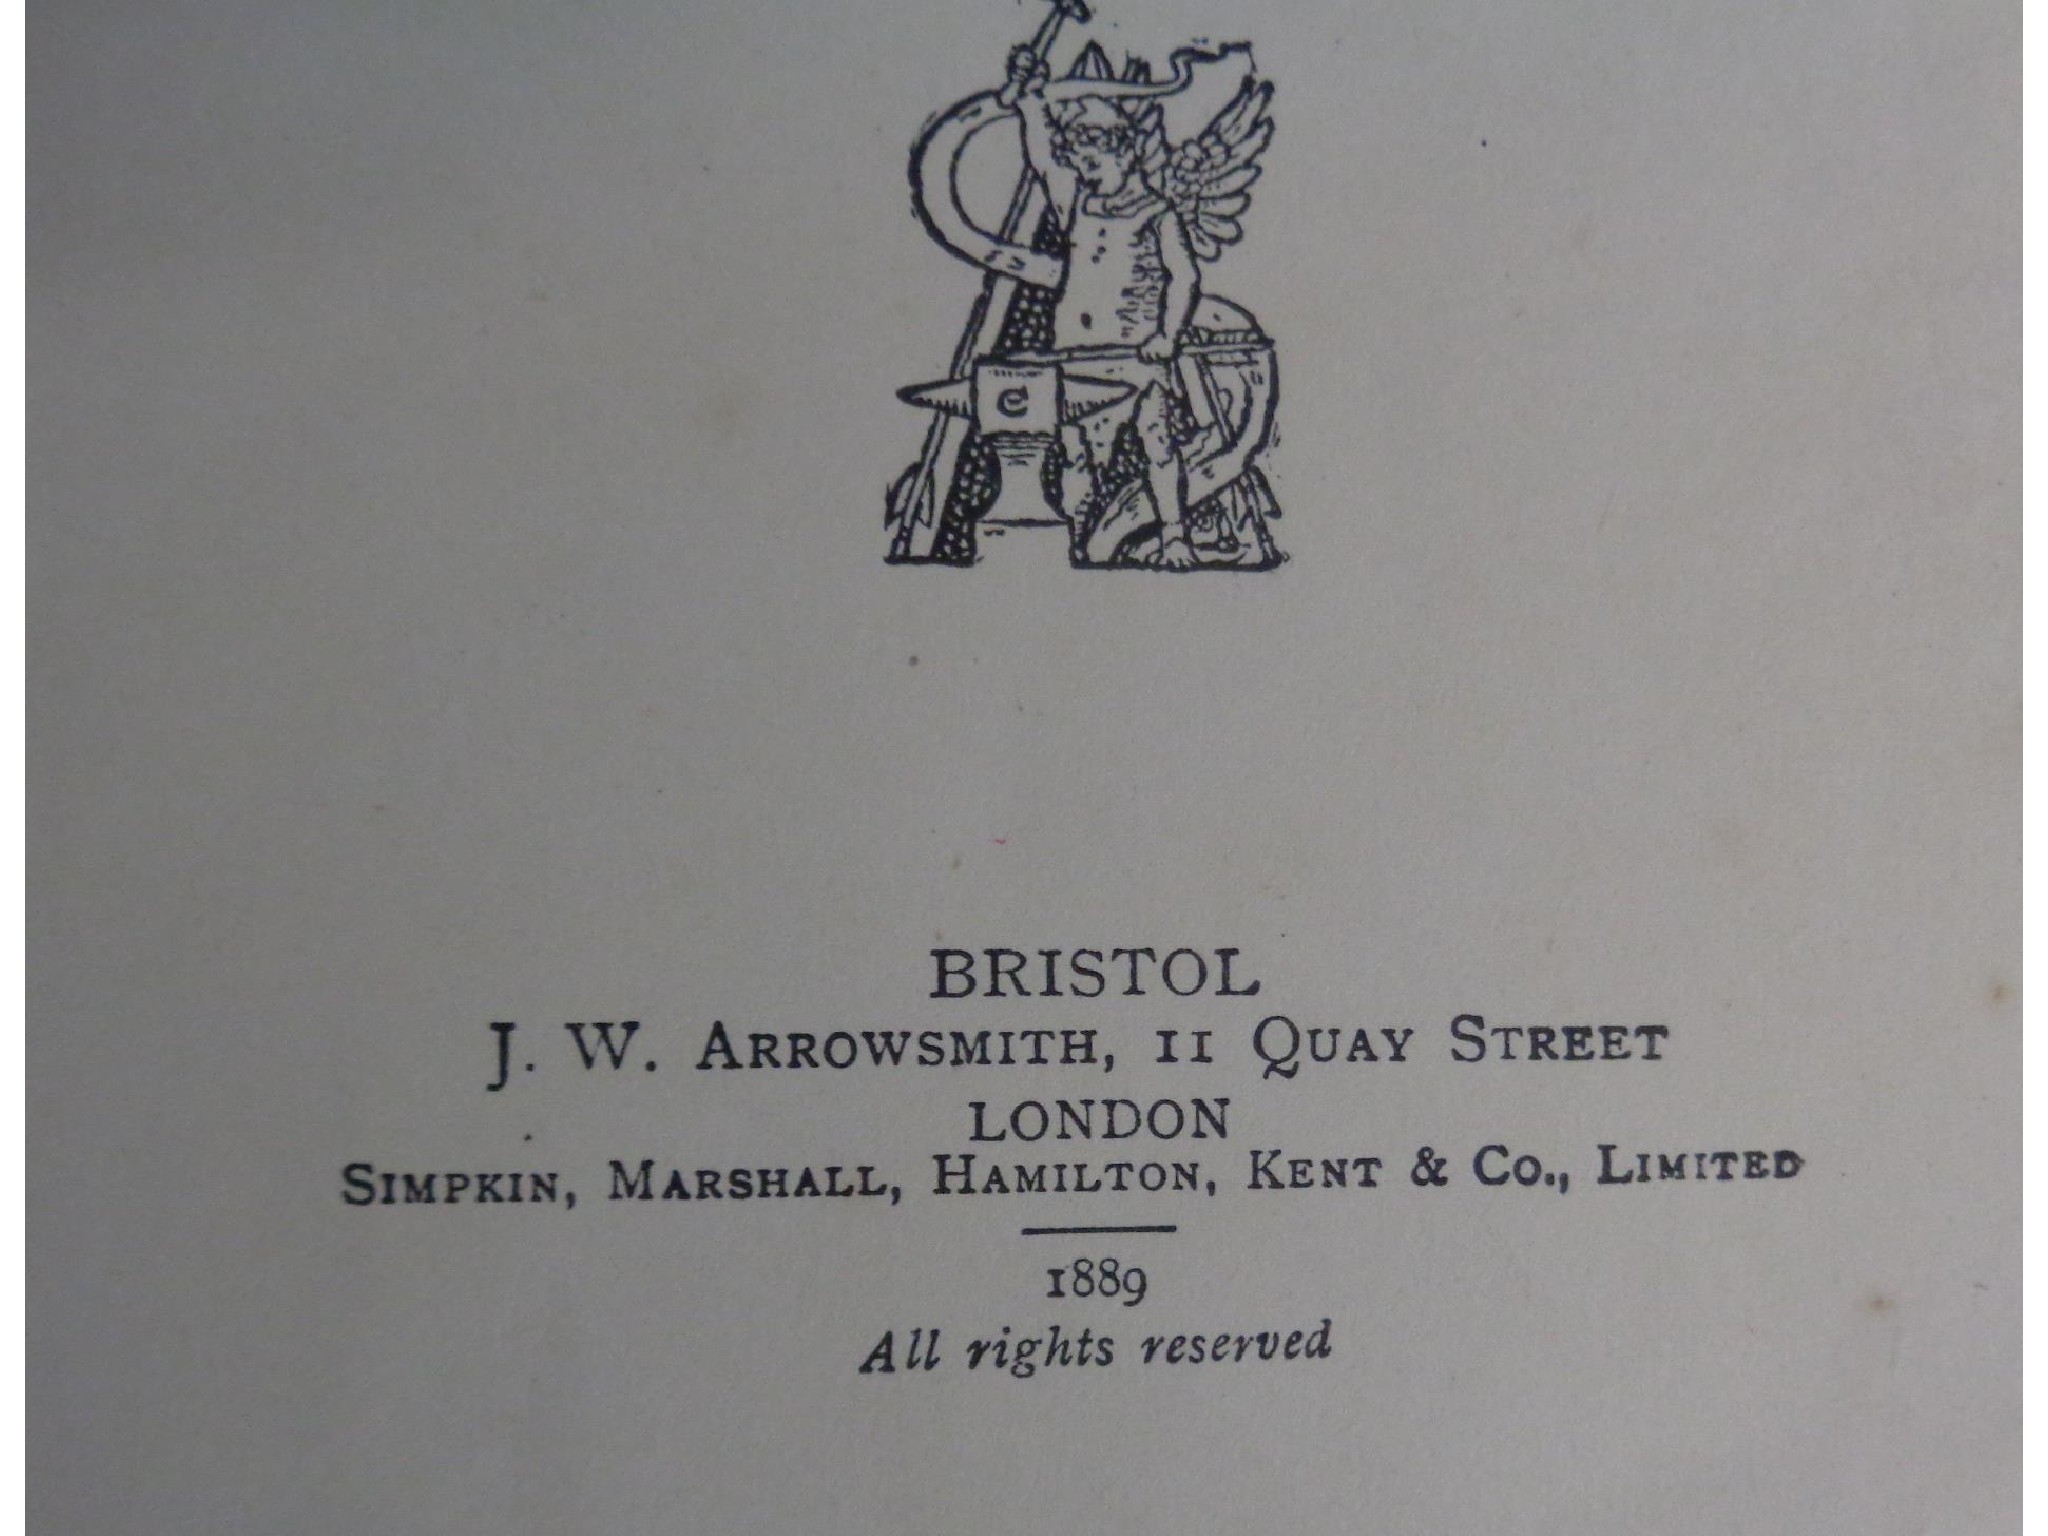 e
BRISTOL
J. W. ARROWSMITH, 11 QUAY STREET
LONDON
SIMPKIN, MARSHALL, HAMILTON, KENT & CO., LIMITED
1889
All rights reserved